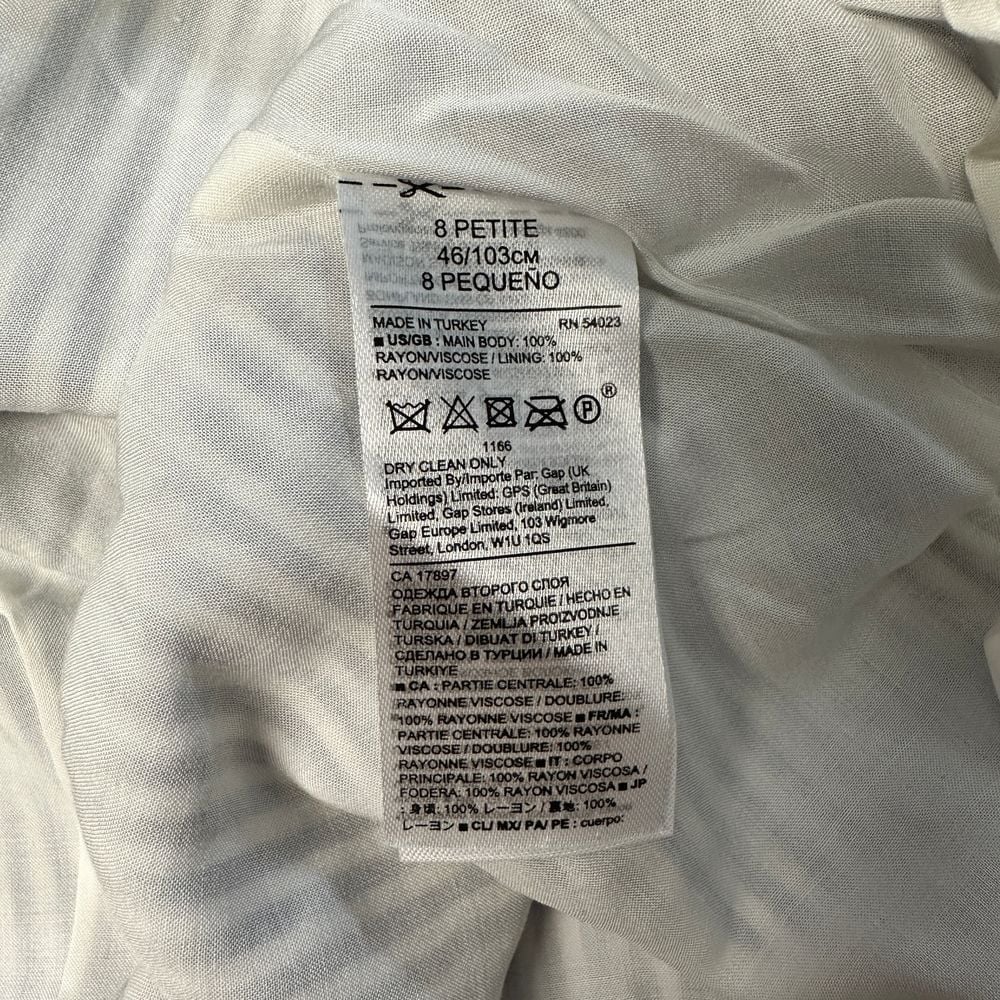 8 PETITE
46/103см
8 PEQUEÑO
MADE IN TURKEY RN 54023
■ US/GB : MAIN BODY: 100%
RAYON/VISCOSE / LINING: 100%
RAYON/VISCOSE
P ®
1166
DRY CLEAN ONLY
Imported By/Importe Par: Gap (UK
Holdings) Limited; GPS (Great Britain)
Limited, Gap Stores (Ireland) Limited,
Gap Europe Limited, 103 Wigmore
Street, London, W1U 1QS
CA 17897
ОДЕЖДА ВТОРОГО СЛОЯ
FABRIQUE EN TURQUIE / HECHO EN
TURQUIA / ZEMLJA PROIZVODNJE
TURSKA / DIBUAT DI TURKEY /
СДЕЛАНО В ТУРЦИИ / MADE IN
TURKIYE
■ CA : PARTIE CENTRALE: 100%
RAYONNE VISCOSE / DOUBLURE:
100% RAYONNE VISCOSE ■ FR/MA :
PARTIE CENTRALE: 100% RAYONNE
VISCOSE / DOUBLURE: 100%
RAYONNE VISCOSE ■ IT : CORPO
PRINCIPALE: 100% RAYON VISCOSA /
FODERA: 100% RAYON VISCOSA ■ JP
: 身頃: 100% レーヨン / 裏地: 100%
レーヨン ■ CL/ MX/ PA/ PE : cuerpo: